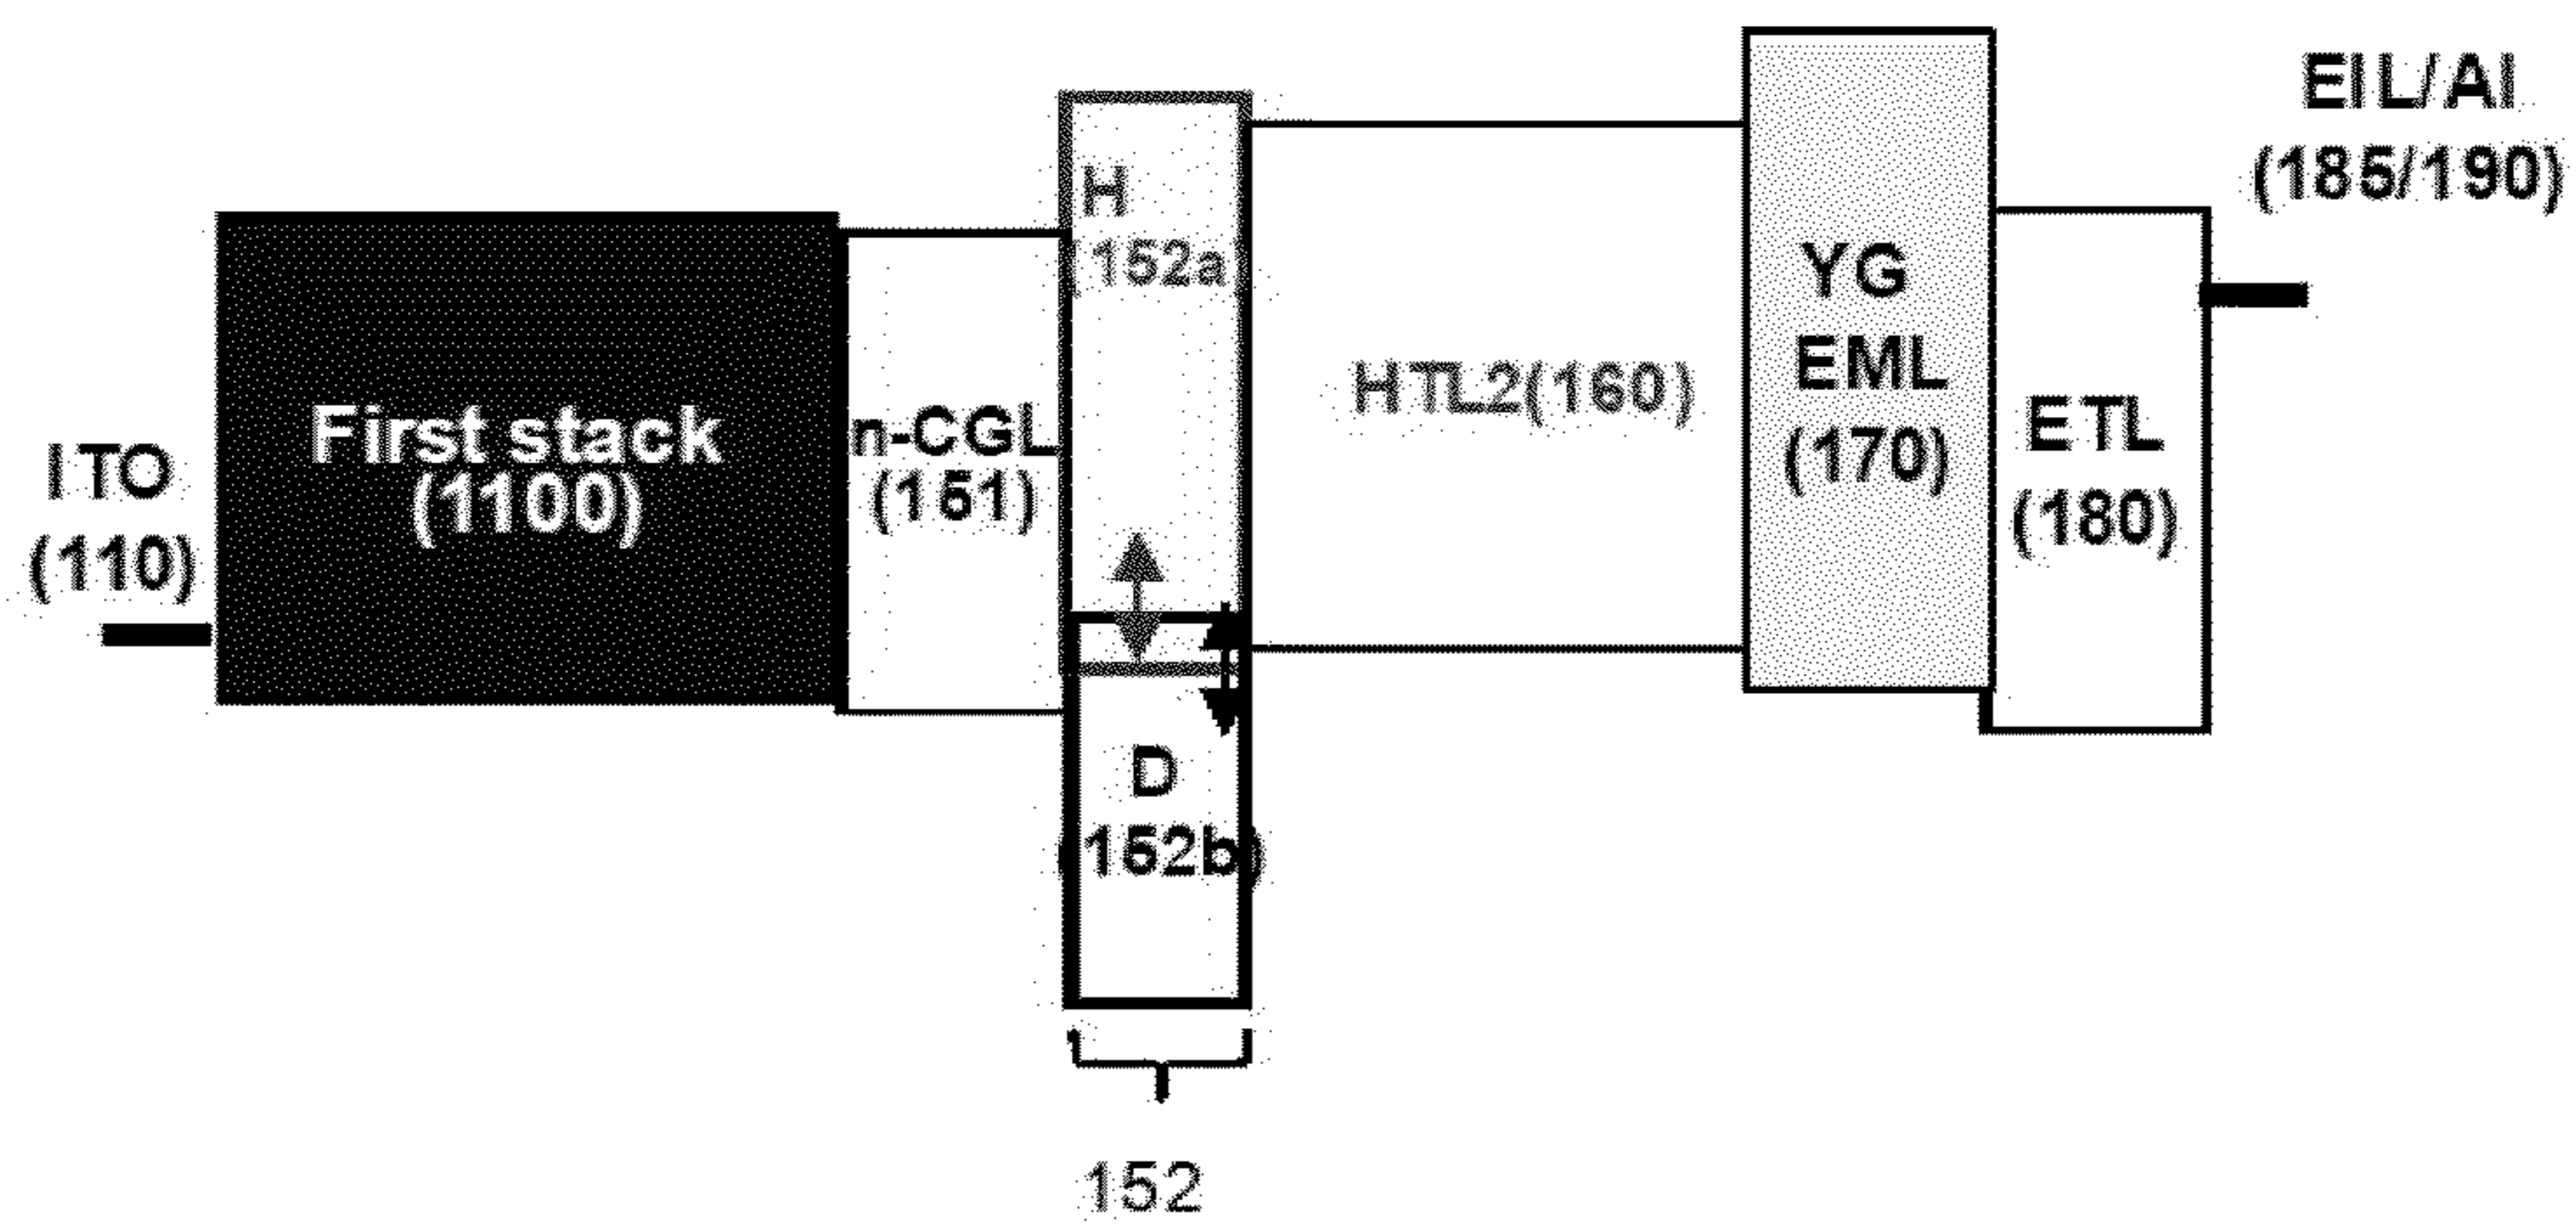 ITO
(110)
First stack
(1100)
n-CGL
(151)
H
(152a)
D
(152b)
152
HTL2(160)
YG
EML
(170)
ETL
(180)
EIL/Al
(185/190)